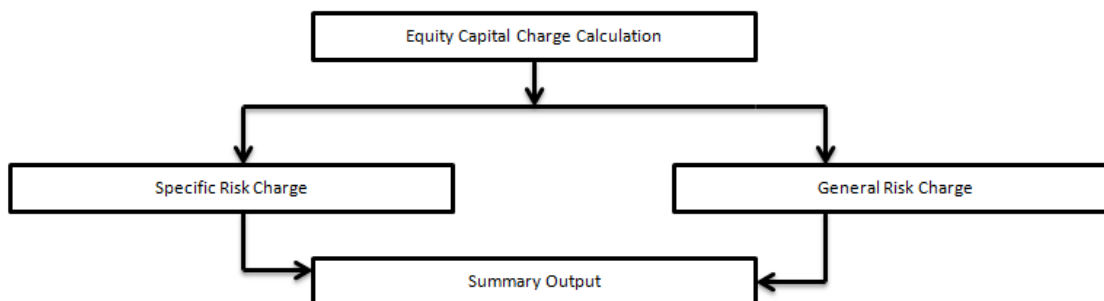 Equity Capital Charge Calculation
Specific Risk Charge
General Risk Charge
Summary Output